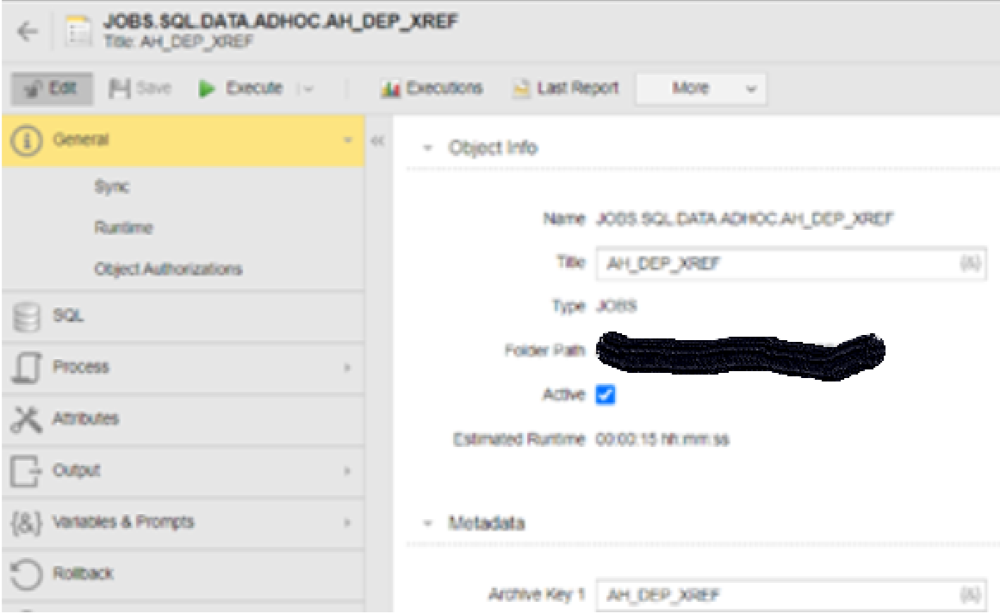 JOBS.SQL.DATA.ADHOC.AH_DEP_XREF
Title: AH_DEP_XREF
Edit Save Execute Executions Last Report More
General
Sync
Runtime
Object Authorizations
SQL
Process
Attributes
Output
{&} Variables & Prompts
Rollback
Object Info
Name JOBS.SQL.DATA.ADHOC.AH_DEP_XREF
Title AH_DEP_XREF {&}
Type JOBS
Folder Path
Active
Estimated Runtime 00:00:15 hh:mm:ss
Metadata
Archive Key 1 AH_DEP_XREF {&}